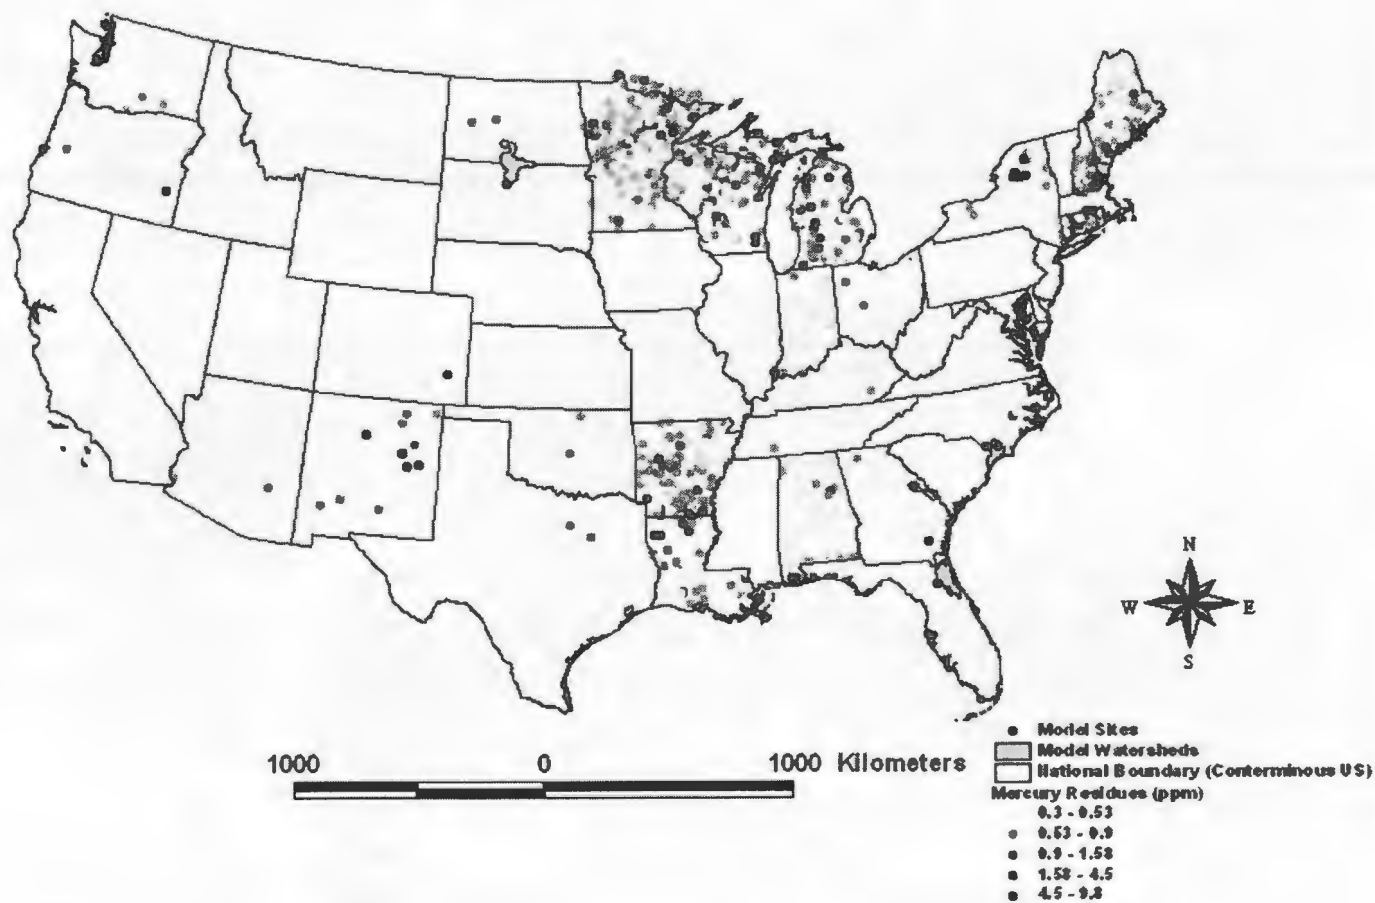 N
W E
S
Model Sites
Model Watersheds
1000 0 1000 Kilometers
National Boundary (Conterminous US)
Mercury Residues (ppm)
0.3 - 0.53
0.53 - 0.9
0.9 - 1.58
1.58 - 4.5
4.5 - 9.8